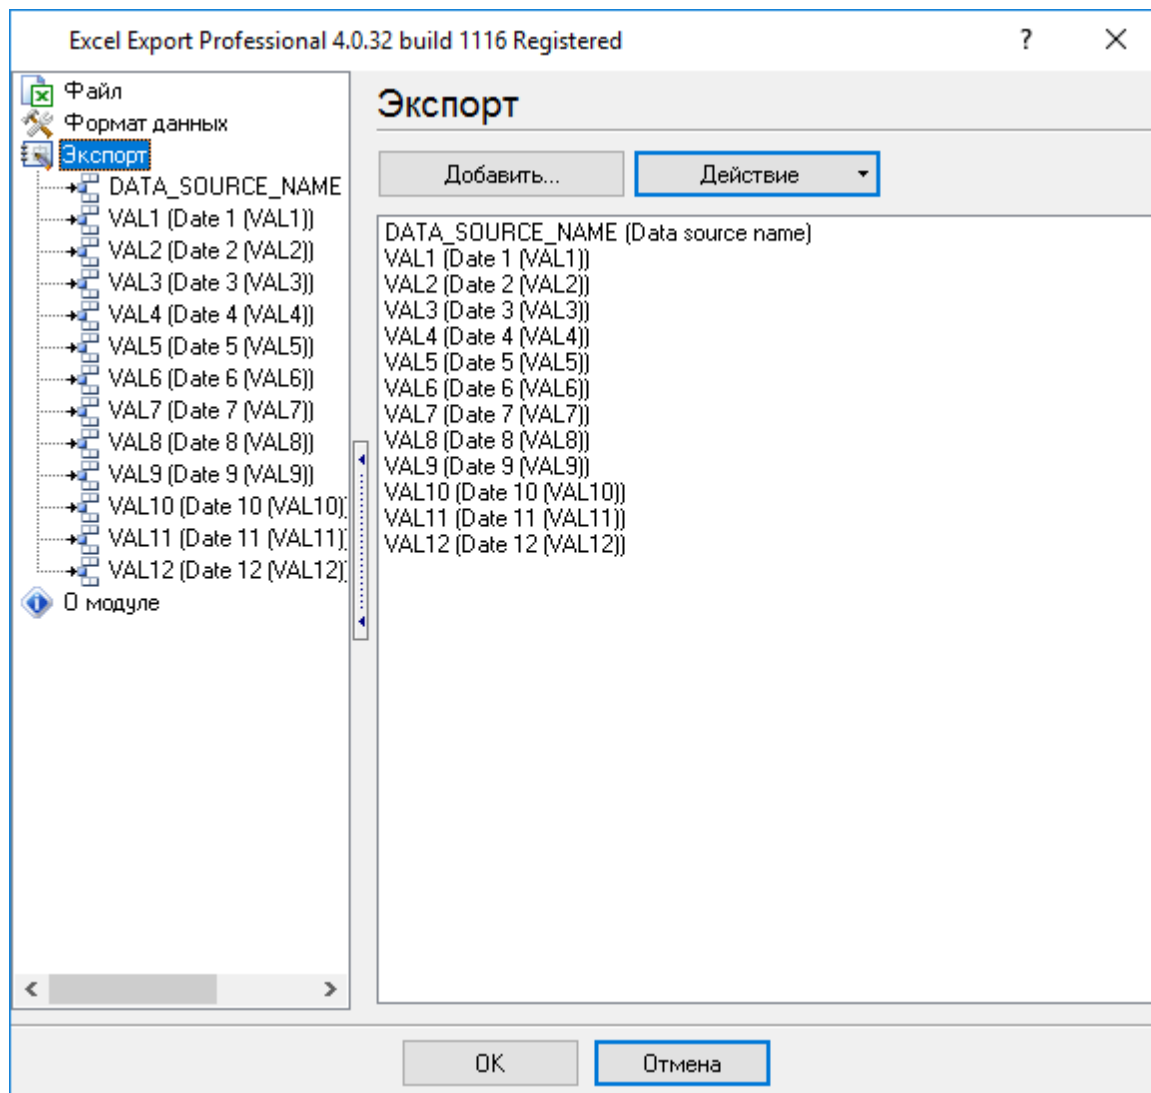 Excel Export Professional 4.0.32 build 1116 Registered
?
Файл
Формат данных
Экспорт
DATA_SOURCE_NAME
VAL1 (Date 1 (VAL1))
VAL2 (Date 2 (VAL2))
VAL3 (Date 3 (VAL3))
VAL4 (Date 4 (VAL4))
VAL5 (Date 5 (VAL5))
VAL6 (Date 6 (VAL6))
VAL7 (Date 7 (VAL7))
VAL8 (Date 8 (VAL8))
VAL9 (Date 9 (VAL9))
VAL10 (Date 10 (VAL10))
VAL11 (Date 11 (VAL11))
VAL12 (Date 12 (VAL12))
О модуле
Экспорт
Добавить...
Действие
DATA_SOURCE_NAME (Data source name)
VAL1 (Date 1 (VAL1))
VAL2 (Date 2 (VAL2))
VAL3 (Date 3 (VAL3))
VAL4 (Date 4 (VAL4))
VAL5 (Date 5 (VAL5))
VAL6 (Date 6 (VAL6))
VAL7 (Date 7 (VAL7))
VAL8 (Date 8 (VAL8))
VAL9 (Date 9 (VAL9))
VAL10 (Date 10 (VAL10))
VAL11 (Date 11 (VAL11))
VAL12 (Date 12 (VAL12))
OK
Отмена